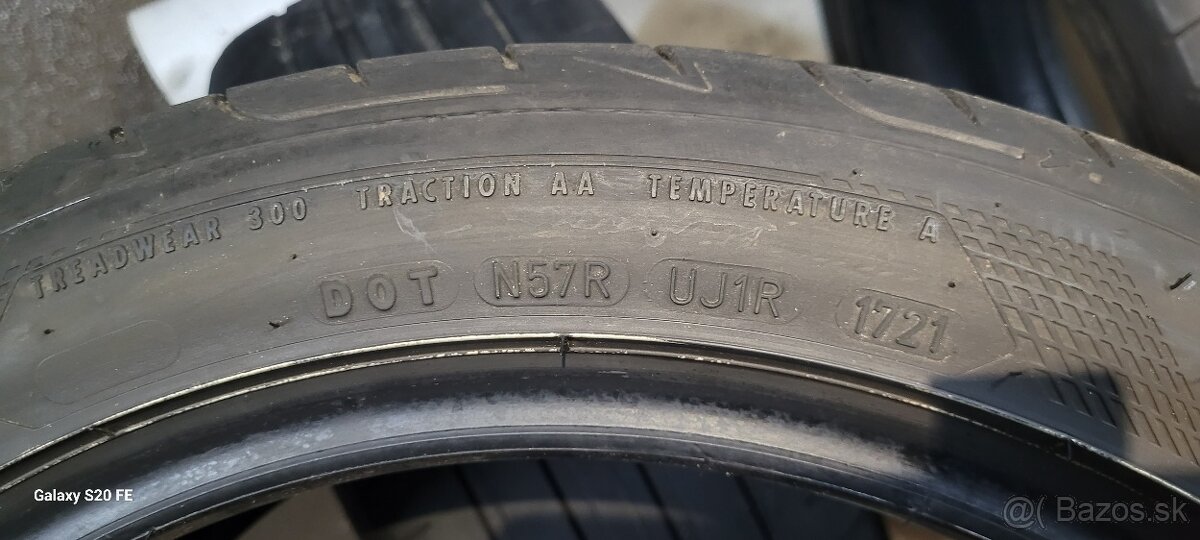 TREADWEAR 300 TRACTION AA TEMPERATURE A
DOT N57R UJ1R 1721
Galaxy S20 FE
@( Bazos.sk